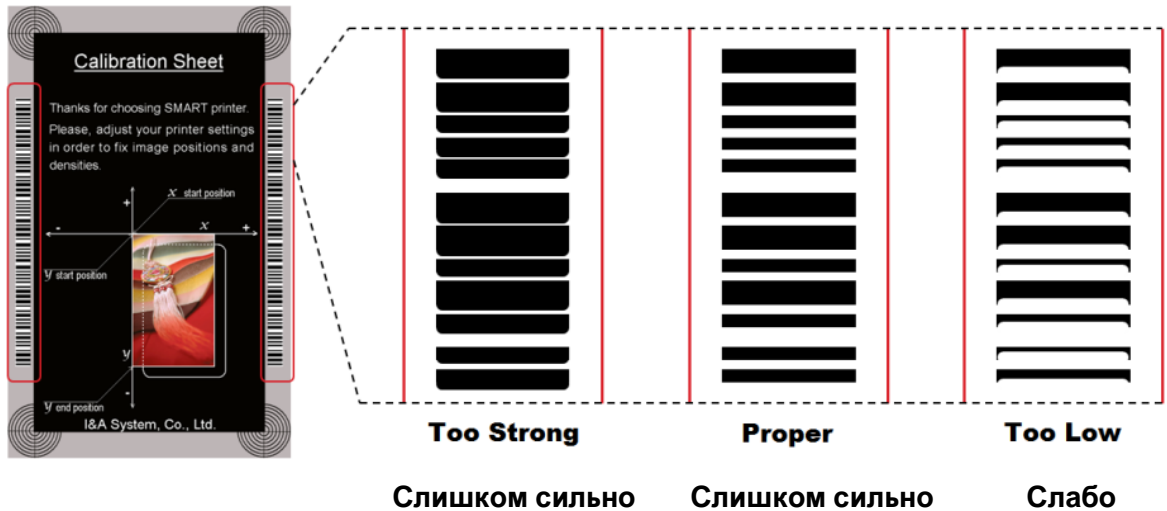 Calibration Sheet
Thanks for choosing SMART printer.
Please, adjust your printer settings
in order to fix image positions and
densities.
x start position
+
- x +
y start position
y
-
y end position
I&A System, Co., Ltd.
Too Strong Proper Too Low
Слишком сильно Слишком сильно Слабо